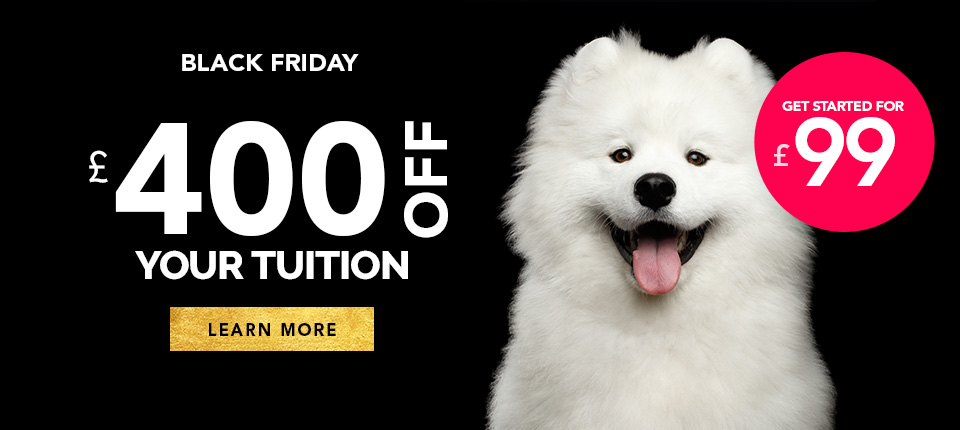 BLACK FRIDAY
£400 OFF
YOUR TUITION
LEARN MORE
GET STARTED FOR
£99